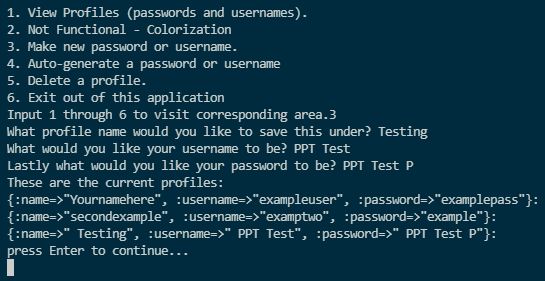 1. View Profiles (passwords and usernames).
2. Not Functional - Colorization
3. Make new password or username.
4. Auto-generate a password or username
5. Delete a profile.
6. Exit out of this application
Input 1 through 6 to visit corresponding area.3
What profile name would you like to save this under? Testing
What would you like your username to be? PPT Test
Lastly what would you like your password to be? PPT Test P
These are the current profiles:
{:name=>"Yournamehere", :username=>"exampleuser", :password=>"examplepass"}:
{:name=>"secondexample", :username=>"examptwo", :password=>"example"}:
{:name=>" Testing", :username=>" PPT Test", :password=>" PPT Test P"}:
press Enter to continue...